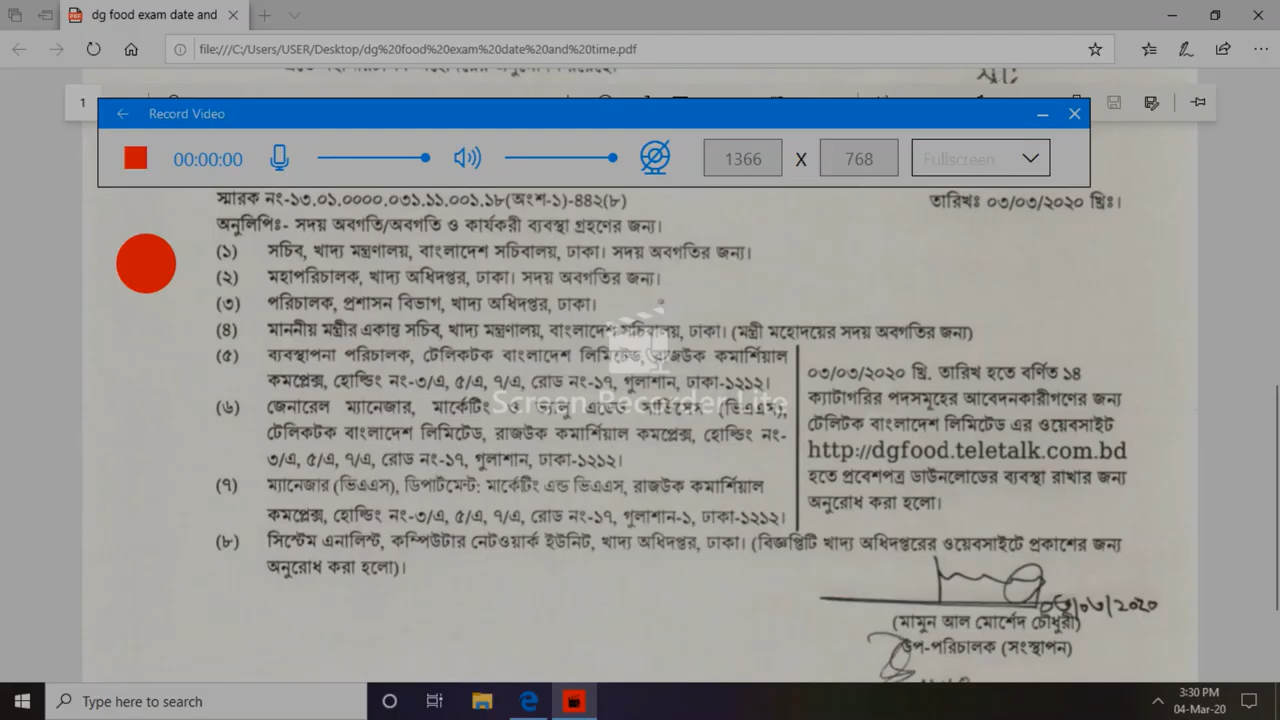 dg food exam date and
file:///C:/Users/USER/Desktop/dg%20food%20exam%20date%20and%20time.pdf
1
Record Video
00:00:00
1366 X 768 Fullscreen
স্মারক নং-১৩.০১.০০০০.০৩১.১১.০০১.১৮(অংশ-১)-৪৪২(৮) তারিখঃ ০৩/০৩/২০২০ খ্রিঃ।
অনুলিপিঃ- সদয় অবগতি/অবগতি ও কার্যকরী ব্যবস্থা গ্রহণের জন্য।
(১) সচিব, খাদ্য মন্ত্রণালয়, বাংলাদেশ সচিবালয়, ঢাকা। সদয় অবগতির জন্য।
(২) মহাপরিচালক, খাদ্য অধিদপ্তর, ঢাকা। সদয় অবগতির জন্য।
(৩) পরিচালক, প্রশাসন বিভাগ, খাদ্য অধিদপ্তর, ঢাকা।
(৪) মাননীয় মন্ত্রীর একান্ত সচিব, খাদ্য মন্ত্রণালয়, বাংলাদেশ সচিবালয়, ঢাকা। (মন্ত্রী মহোদয়ের সদয় অবগতির জন্য)
(৫) ব্যবস্থাপনা পরিচালক, টেলিকটক বাংলাদেশ লিমিটেড, রাজউক কমার্শিয়াল
কমপ্লেক্স, হোল্ডিং নং-৩/এ, ৫/এ, ৭/এ, রোড নং-১৭, গুলাশান, ঢাকা-১২১২।
(৬) জেনারেল ম্যানেজার, মার্কেটিং ও ভ্যালু এডেড সার্ভিসেস (ভিএএস),
টেলিকটক বাংলাদেশ লিমিটেড, রাজউক কমার্শিয়াল কমপ্লেক্স, হোল্ডিং নং-
৩/এ, ৫/এ, ৭/এ, রোড নং-১৭, গুলাশান, ঢাকা-১২১২।
(৭) ম্যানেজার (ভিএএস), ডিপার্টমেন্ট: মার্কেটিং এন্ড ভিএএস, রাজউক কমার্শিয়াল
কমপ্লেক্স, হোল্ডিং নং-৩/এ, ৫/এ, ৭/এ, রোড নং-১৭, গুলাশান-১, ঢাকা-১২১২।
০৩/০৩/২০২০ খ্রি. তারিখ হতে বর্ণিত ১৪
ক্যাটাগরির পদসমূহের আবেদনকারীগণের জন্য
টেলিটক বাংলাদেশ লিমিটেড এর ওয়েবসাইট
http://dgfood.teletalk.com.bd
হতে প্রবেশপত্র ডাউনলোডের ব্যবস্থা রাখার জন্য
অনুরোধ করা হলো।
(৮) সিস্টেম এনালিস্ট, কম্পিউটার নেটওয়ার্ক ইউনিট, খাদ্য অধিদপ্তর, ঢাকা। (বিজ্ঞপ্তিটি খাদ্য অধিদপ্তরের ওয়েবসাইটে প্রকাশের জন্য
অনুরোধ করা হলো)।
Screen Recorder Lite
(মামুন আল মোর্শেদ চৌধুরী)
উপ-পরিচালক (সংস্থাপন)
Type here to search
3:30 PM
04-Mar-20